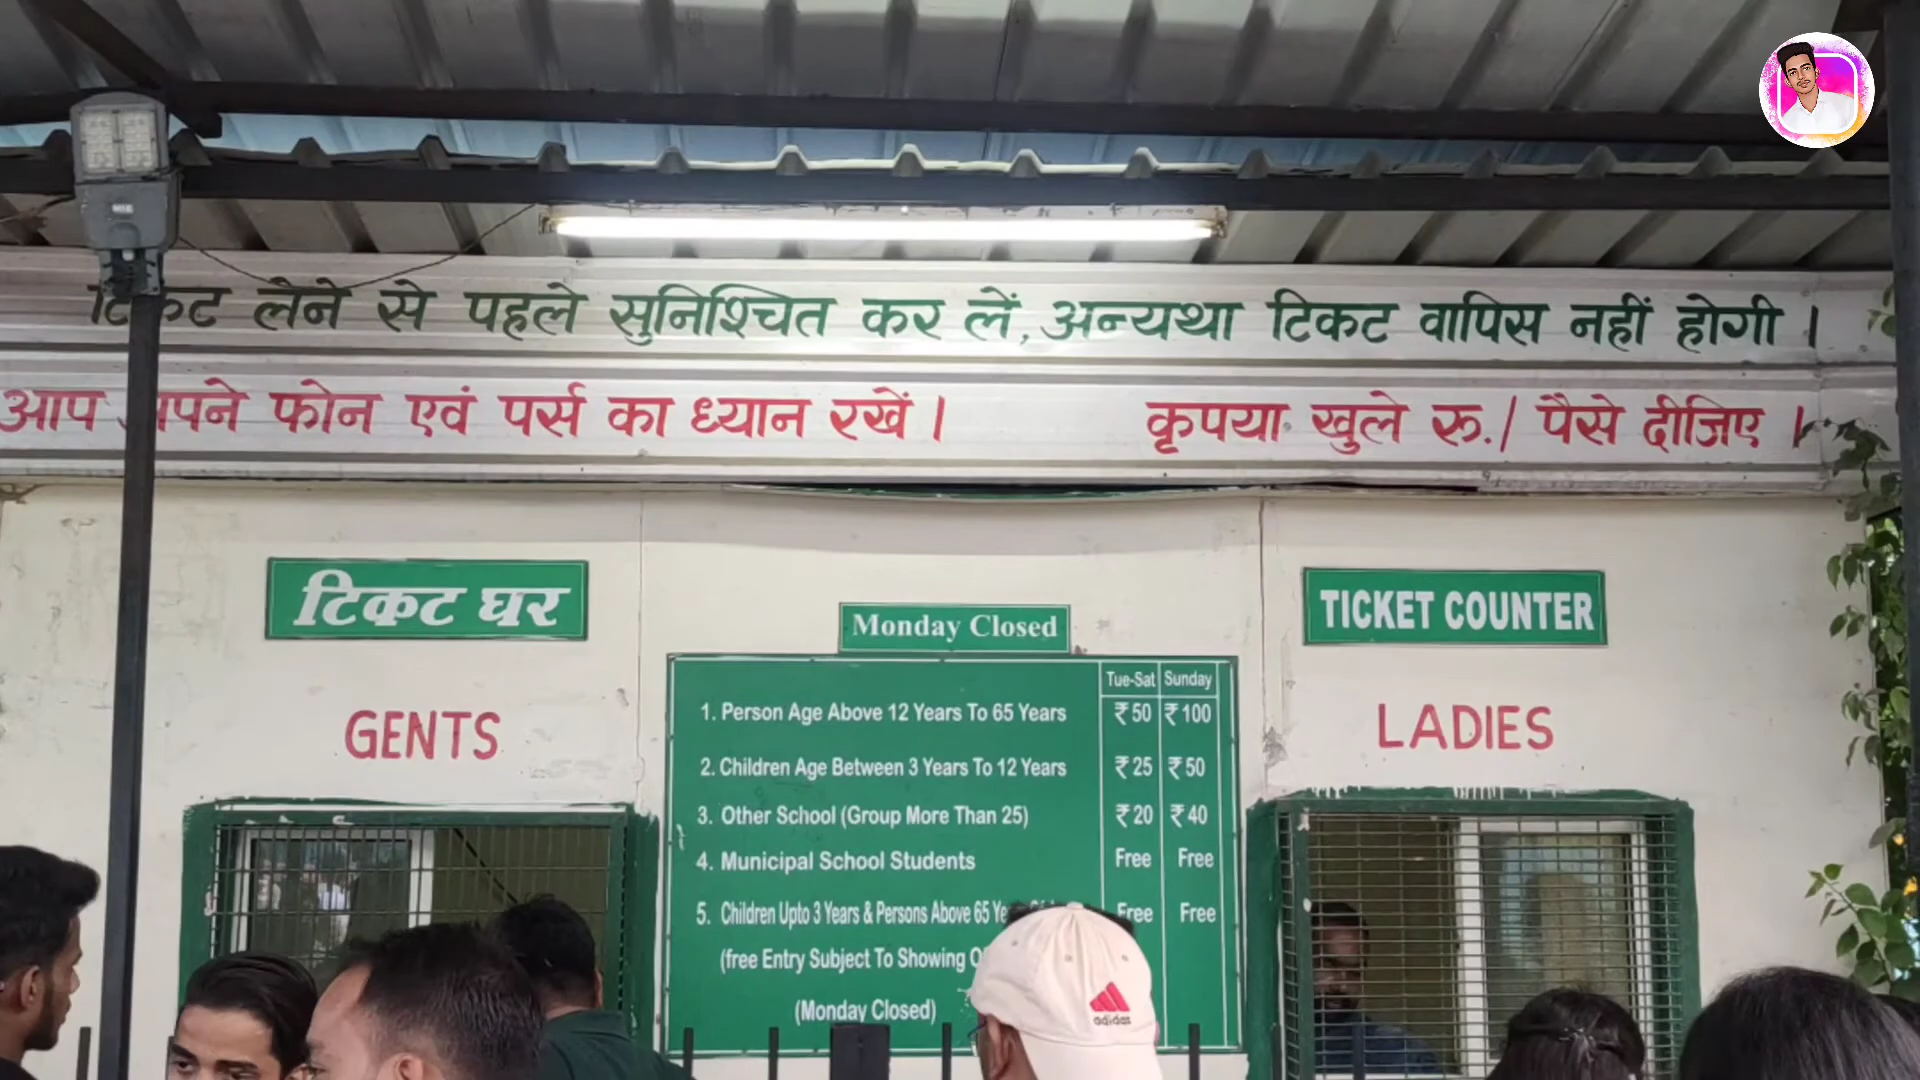 टिकट लेने से पहले सुनिश्चित कर लें, अन्यथा टिकट वापिस नहीं होगी ।
आप अपने फोन एवं पर्स का ध्यान रखें ।
कृपया खुले रू./ पैसे दीजिए ।
टिकट घर
GENTS
Monday Closed
Tue-Sat Sunday
1. Person Age Above 12 Years To 65 Years ₹50 ₹100
2. Children Age Between 3 Years To 12 Years ₹25 ₹50
3. Other School (Group More Than 25) ₹20 ₹40
4. Municipal School Students Free Free
5. Children Upto 3 Years & Persons Above 65 Free Free
(free Entry Subject To Showing
(Monday Closed)
TICKET COUNTER
LADIES
adidas